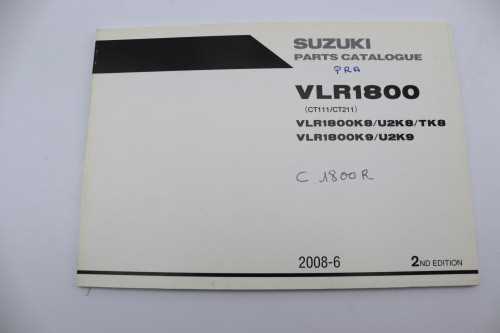 SUZUKI
PARTS CATALOGUE
PRA
VLR1800
(CT111/CT211)
VLR1800K8/U2K8/TK8
VLR1800K9/U2K9
C 1800R
2008-6 2ND EDITION